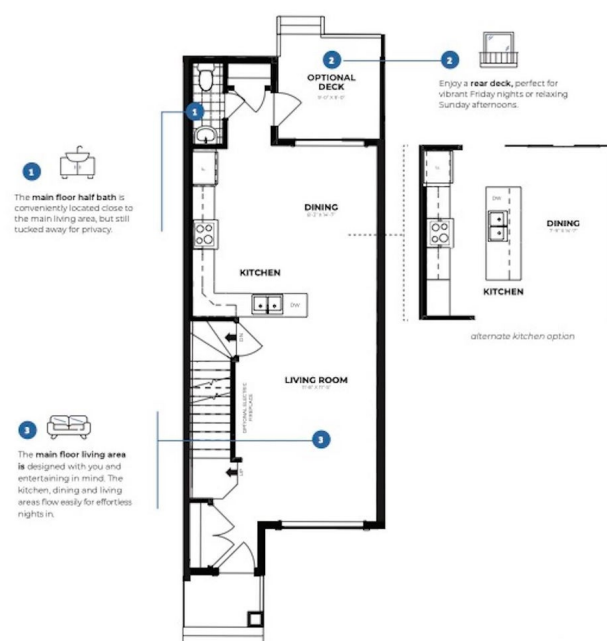 2
OPTIONAL
DECK
2
Enjoy a rear deck, perfect for
vibrant Friday nights or relaxing
Sunday afternoons.
1
1
The main floor half bath is
conveniently located close to
the main living area, but still
tucked away for privacy.
DINING
KITCHEN
DW
DN
LIVING ROOM
OPTIONAL ELECTRIC
FIREPLACE
UP
DW
DINING
KITCHEN
alternate kitchen option
3
3
The main floor living area
is designed with you and
entertaining in mind. The
kitchen, dining and living
areas flow easily for effortless
nights in.